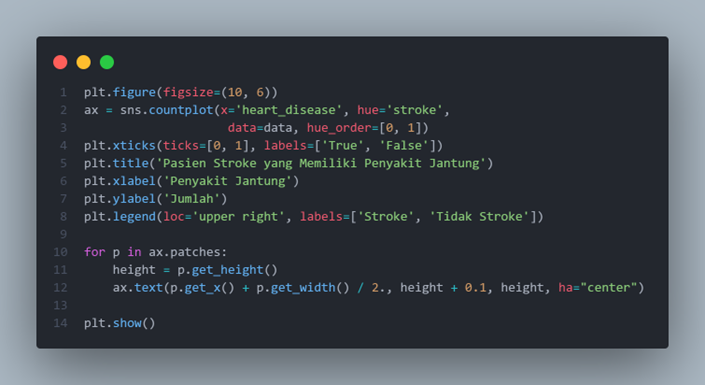 1 plt.figure(figsize=(10, 6))
2 ax = sns.countplot(x='heart_disease', hue='stroke',
3                    data=data, hue_order=[0, 1])
4 plt.xticks(ticks=[0, 1], labels=['True', 'False'])
5 plt.title('Pasien Stroke yang Memiliki Penyakit Jantung')
6 plt.xlabel('Penyakit Jantung')
7 plt.ylabel('Jumlah')
8 plt.legend(loc='upper right', labels=['Stroke', 'Tidak Stroke'])
9
10 for p in ax.patches:
11     height = p.get_height()
12     ax.text(p.get_x() + p.get_width() / 2., height + 0.1, height, ha="center")
13
14 plt.show()